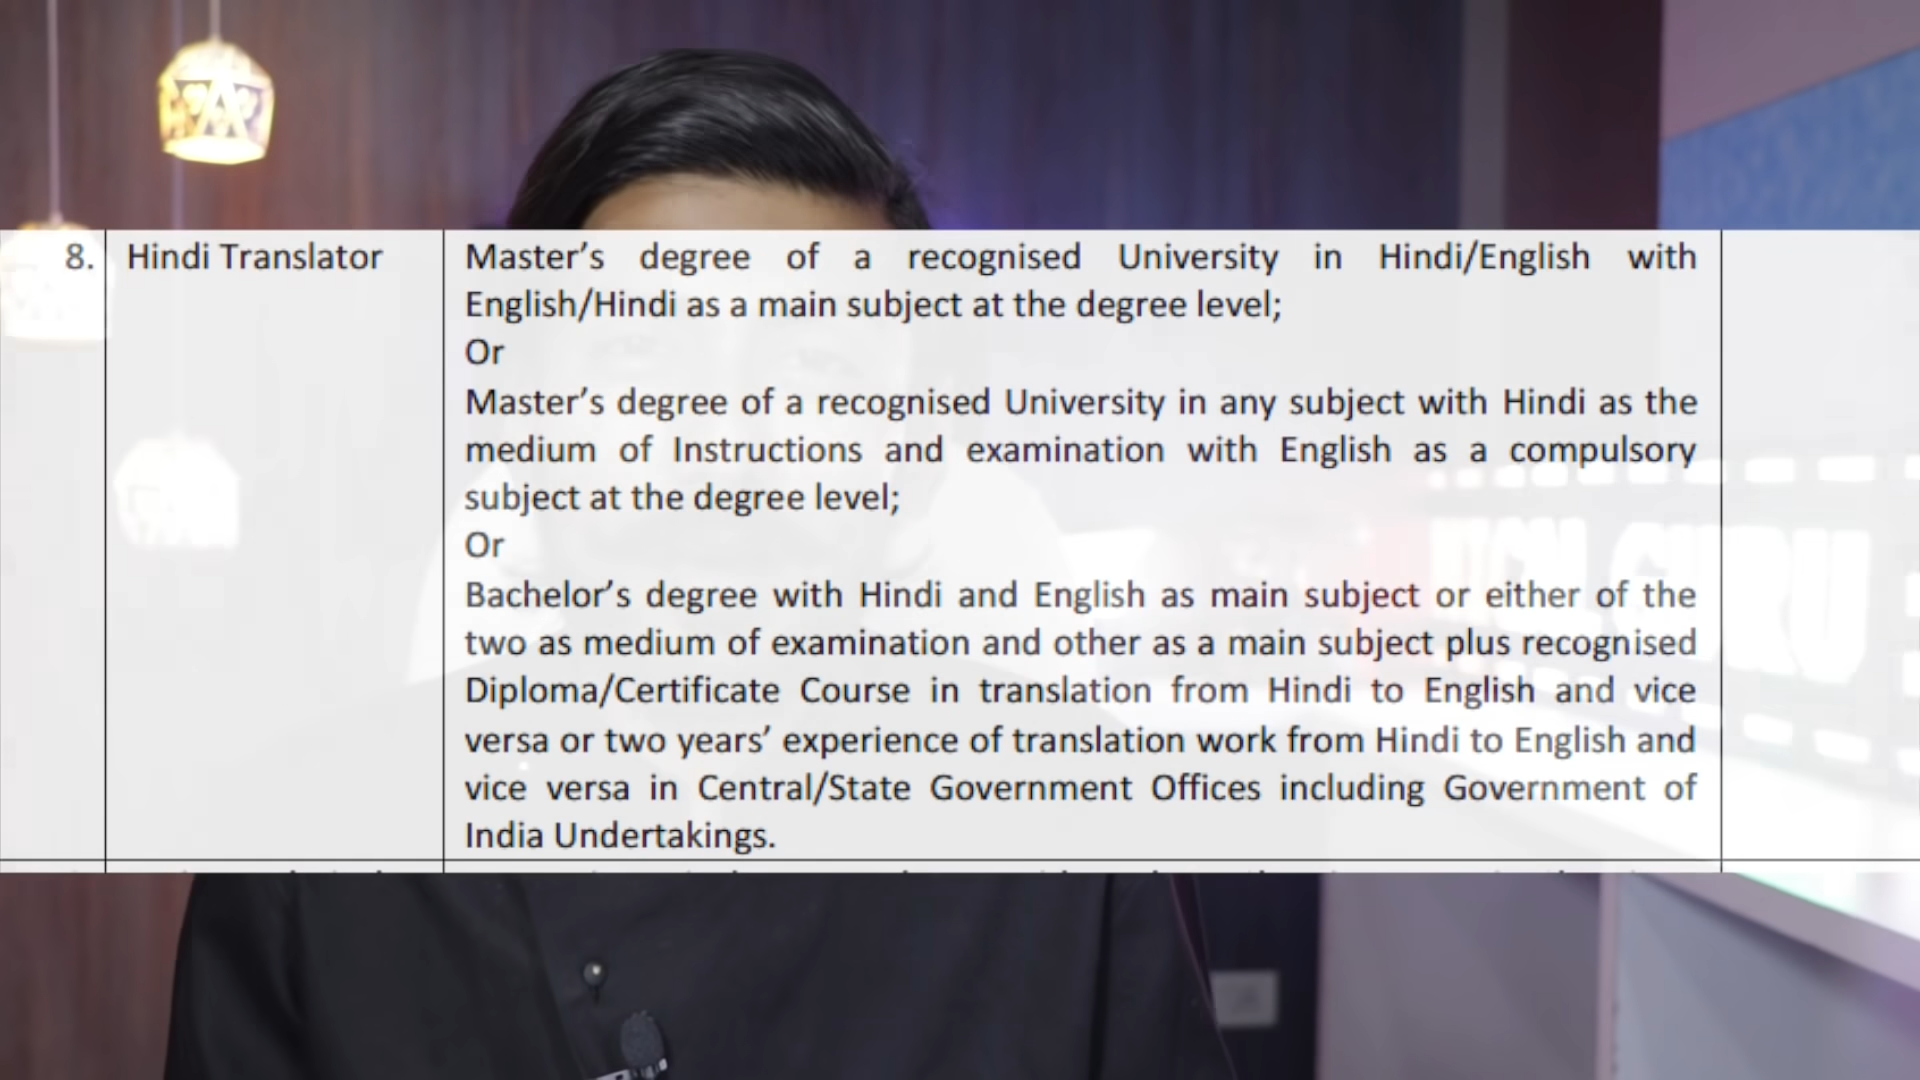 8. Hindi Translator Master's degree of a recognised University in Hindi/English with
English/Hindi as a main subject at the degree level;
Or
Master's degree of a recognised University in any subject with Hindi as the
medium of Instructions and examination with English as a compulsory
subject at the degree level;
Or
Bachelor's degree with Hindi and English as main subject or either of the
two as medium of examination and other as a main subject plus recognised
Diploma/Certificate Course in translation from Hindi to English and vice
versa or two years' experience of translation work from Hindi to English and
vice versa in Central/State Government Offices including Government of
India Undertakings.